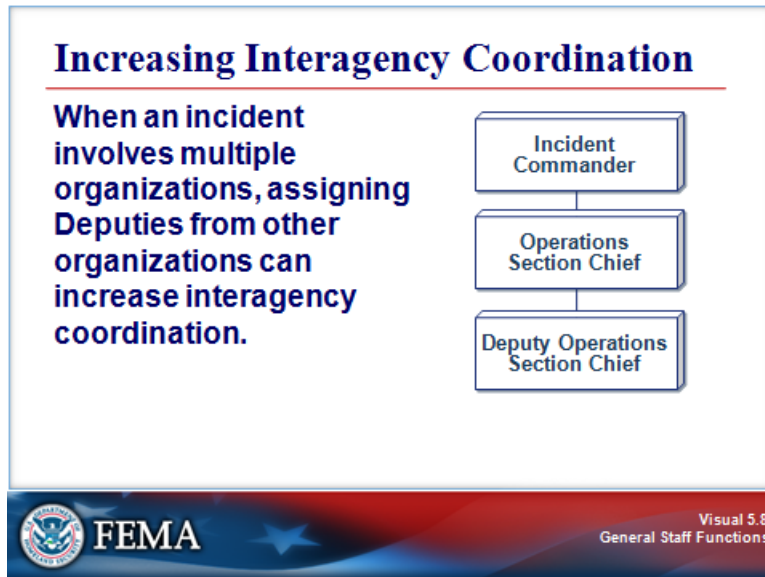 Increasing Interagency Coordination
When an incident
involves multiple
organizations, assigning
Deputies from other
organizations can
increase interagency
coordination.
Incident
Commander
Operations
Section Chief
Deputy Operations
Section Chief
FEMA
Visual 5.8
General Staff Functions